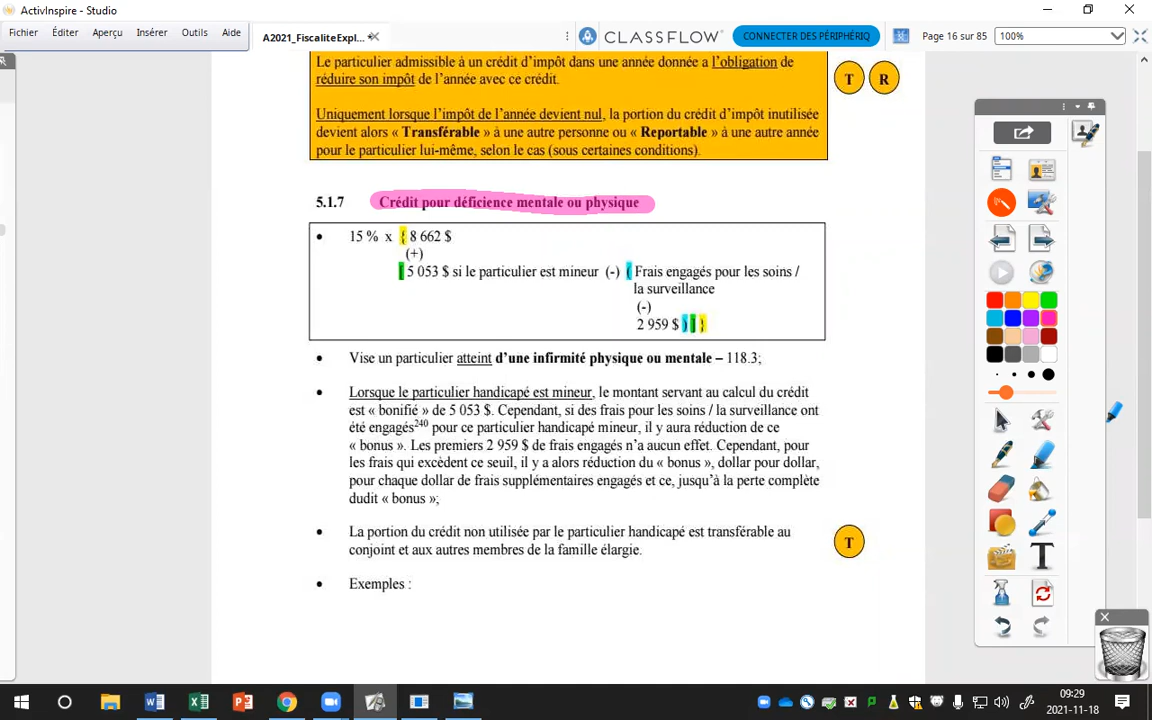 ActivInspire - Studio
Fichier Éditer Aperçu Insérer Outils Aide
A2021_FiscaliteExpl...
CLASSFLOW
CONNECTER DES PÉRIPHÉRIQ
Page 16 sur 85
100%
Le particulier admissible à un crédit d'impôt dans une année donnée a l'obligation de
réduire son impôt de l'année avec ce crédit.
T R
Uniquement lorsque l'impôt de l'année devient nul, la portion du crédit d'impôt inutilisée
devient alors « Transférable » à une autre personne ou « Reportable » à une autre année
pour le particulier lui-même, selon le cas (sous certaines conditions).
5.1.7 Crédit pour déficience mentale ou physique
• 15 % x { 8 662 $
(+)
[ 5 053 $ si le particulier est mineur (-) ( Frais engagés pour les soins /
la surveillance
(-)
2 959 $ ) ] }
• Vise un particulier atteint d'une infirmité physique ou mentale – 118.3;
• Lorsque le particulier handicapé est mineur, le montant servant au calcul du crédit
est « bonifié » de 5 053 $. Cependant, si des frais pour les soins / la surveillance ont
été engagés240 pour ce particulier handicapé mineur, il y aura réduction de ce
« bonus ». Les premiers 2 959 $ de frais engagés n'a aucun effet. Cependant, pour
les frais qui excèdent ce seuil, il y a alors réduction du « bonus », dollar pour dollar,
pour chaque dollar de frais supplémentaires engagés et ce, jusqu'à la perte complète
dudit « bonus »;
• La portion du crédit non utilisée par le particulier handicapé est transférable au
conjoint et aux autres membres de la famille élargie.
T
• Exemples :
09:29
2021-11-18